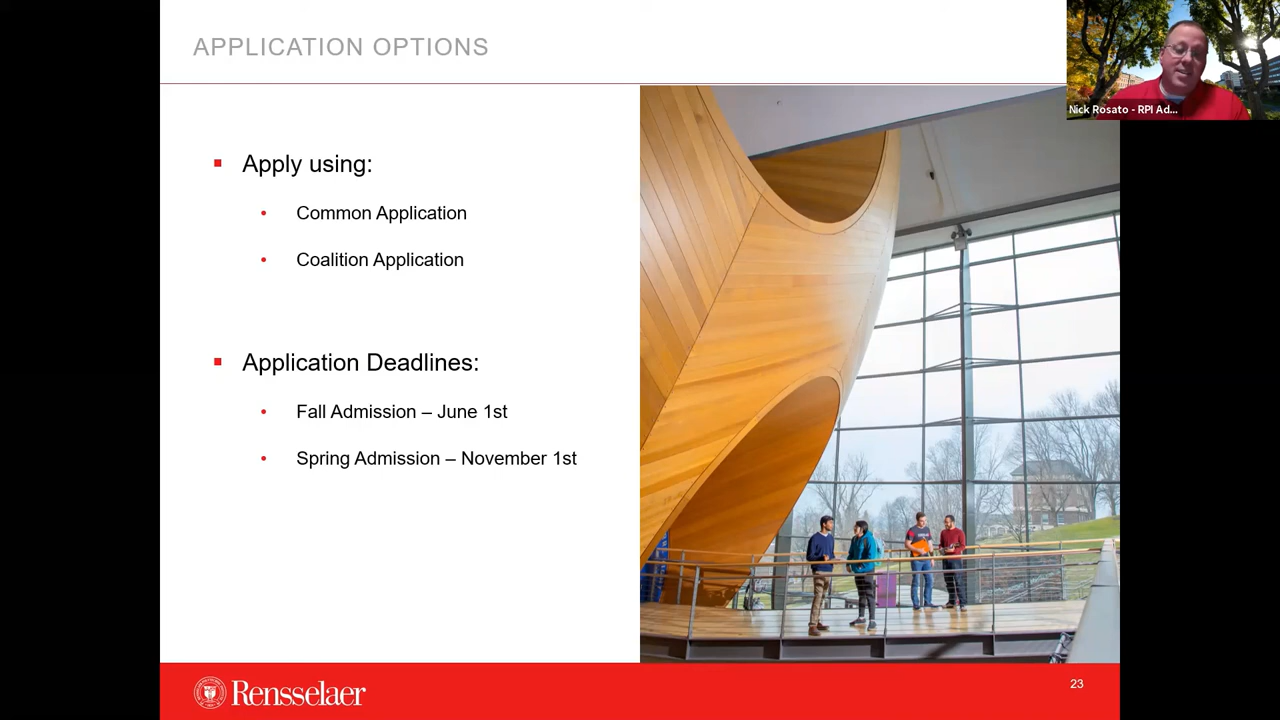 APPLICATION OPTIONS
Nick Rosato - RPI Ad...
Apply using:
Common Application
Coalition Application
Application Deadlines:
Fall Admission – June 1st
Spring Admission – November 1st
Rensselaer
23